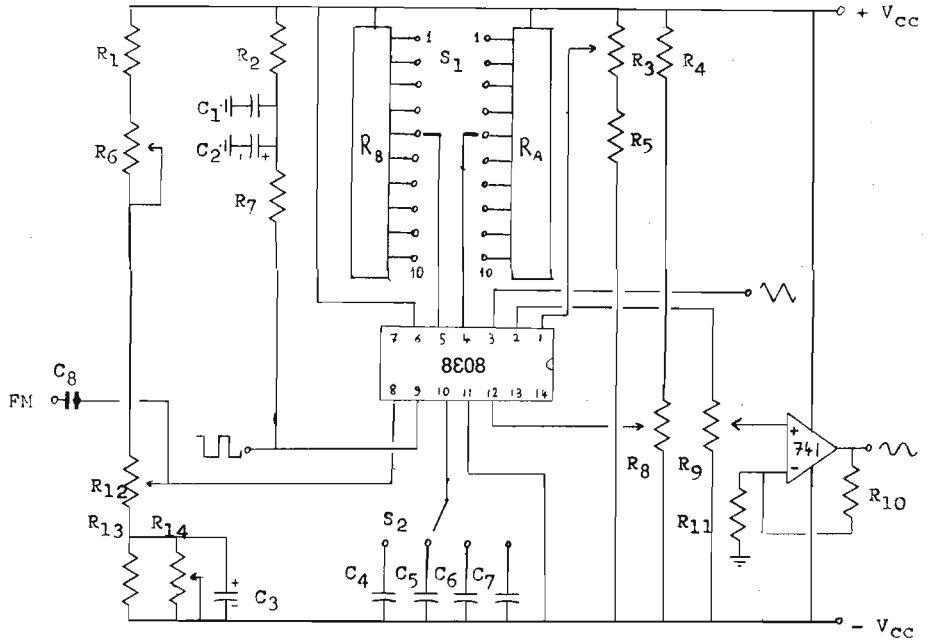 + VCC
R1
R2
1
S1
1
R3
R4
C1
R6
C2
RB
RA
R5
R7
10
10
7 6 5 4 3 2 1
8038
8 9 10 11 12 13 14
C8
FM
R12
R8
R9
+
741
-
R10
R13
R14
S2
R11
C3
+
-
C4
C5
C6
C7
- VCC